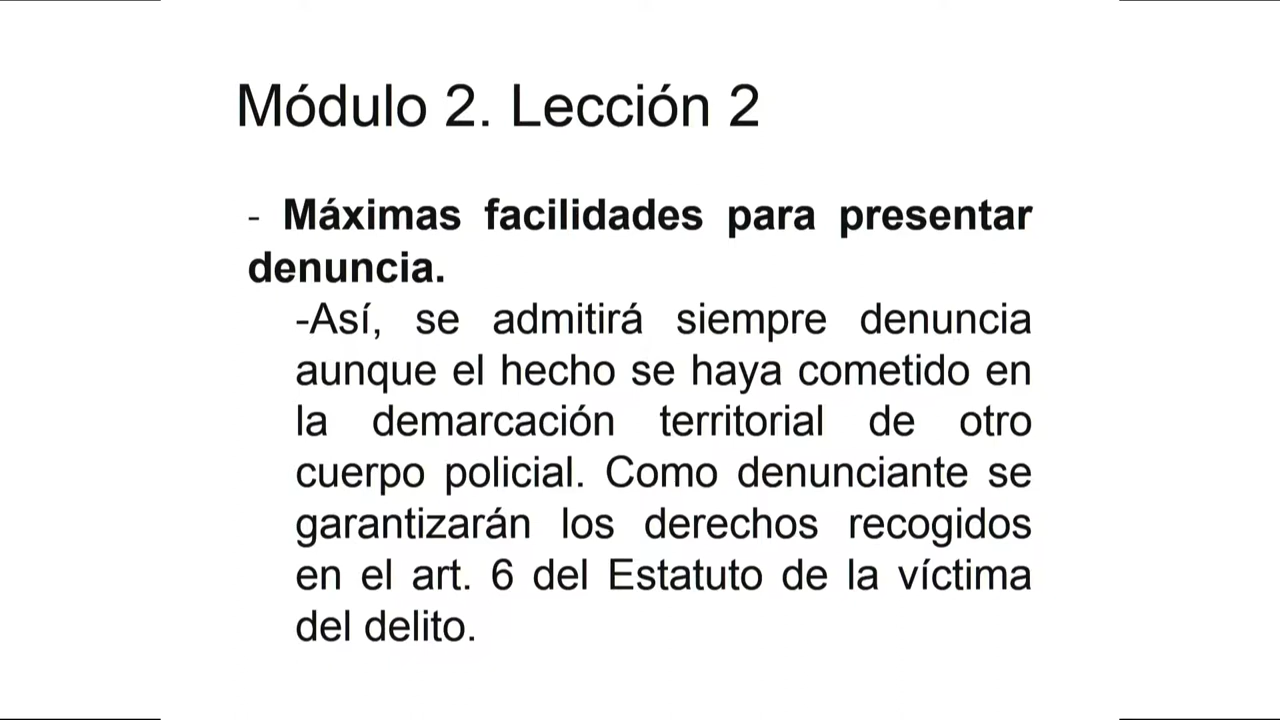 Módulo 2. Lección 2
- Máximas facilidades para presentar
denuncia.
-Así, se admitirá siempre denuncia
aunque el hecho se haya cometido en
la demarcación territorial de otro
cuerpo policial. Como denunciante se
garantizarán los derechos recogidos
en el art. 6 del Estatuto de la víctima
del delito.